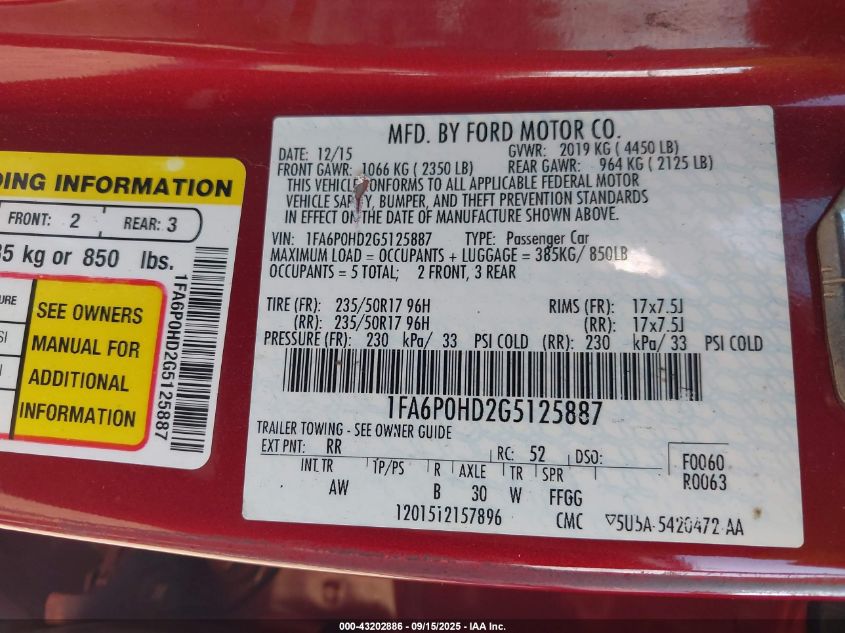 DING INFORMATION
FRONT: 2 REAR: 3
85 kg or 850 lbs.
SEE OWNERS
MANUAL FOR
ADDITIONAL
INFORMATION
1FA6P0HD2G5125887
MFD. BY FORD MOTOR CO.
DATE: 12/15 GVWR: 2019 KG ( 4450 LB)
FRONT GAWR: 1066 KG ( 2350 LB) REAR GAWR: 964 KG ( 2125 LB)
THIS VEHICLE CONFORMS TO ALL APPLICABLE FEDERAL MOTOR
VEHICLE SAFETY, BUMPER, AND THEFT PREVENTION STANDARDS
IN EFFECT ON THE DATE OF MANUFACTURE SHOWN ABOVE.
VIN: 1FA6P0HD2G5125887 TYPE: Passenger Car
MAXIMUM LOAD = OCCUPANTS + LUGGAGE = 385KG/ 850LB
OCCUPANTS = 5 TOTAL; 2 FRONT, 3 REAR
TIRE (FR): 235/50R17 96H RIMS (FR): 17x7.5J
(RR): 235/50R17 96H (RR): 17x7.5J
PRESSURE (FR): 230 kPa/ 33 PSI COLD (RR): 230 kPa/ 33 PSI COLD
1FA6P0HD2G5125887
TRAILER TOWING - SEE OWNER GUIDE
EXT PNT: RR RC: 52 DSO: F0060
R0063
INT TR TP/PS R AXLE TR SPR
AW B 30 W FFGG
1201512157896 CMC ▽5U5A-5420472-AA
000-43202886 - 09/15/2025 - IAA Inc.